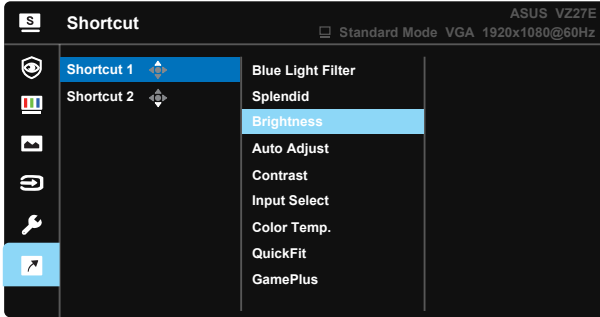 S Shortcut
ASUS VZ27E
Standard Mode VGA 1920x1080@60Hz
Shortcut 1
Shortcut 2
Blue Light Filter
Splendid
Brightness
Auto Adjust
Contrast
Input Select
Color Temp.
QuickFit
GamePlus